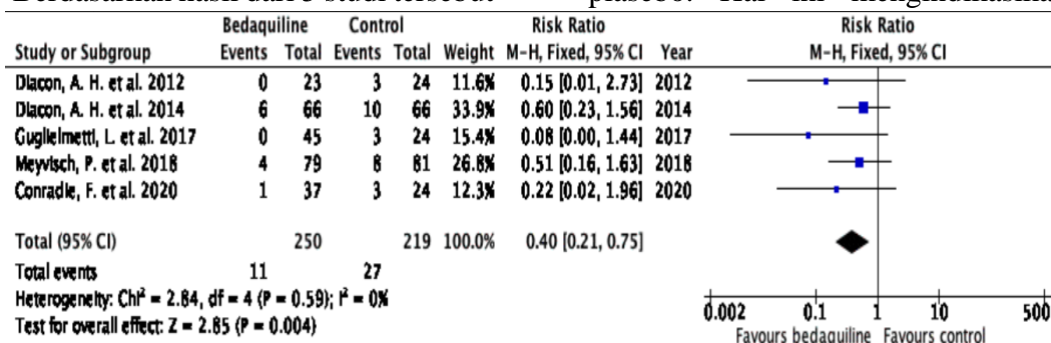 Bedaquiline Control Risk Ratio Risk Ratio
Study or Subgroup Events Total Events Total Weight M-H, Fixed, 95% CI Year M-H, Fixed, 95% CI
Diacon, A. H. et al. 2012 0 23 3 24 11.6% 0.15 [0.01, 2.73] 2012
Diacon, A. H. et al. 2014 6 66 10 66 33.9% 0.60 [0.23, 1.56] 2014
Guglielmetti, L. et al. 2017 0 45 3 24 15.4% 0.08 [0.00, 1.44] 2017
Meyvisch, P. et al. 2018 4 79 8 81 26.8% 0.51 [0.16, 1.63] 2018
Conradie, F. et al. 2020 1 37 3 24 12.3% 0.22 [0.02, 1.96] 2020
Total (95% CI) 250 219 100.0% 0.40 [0.21, 0.75]
Total events 11 27
Heterogeneity: Chi² = 2.84, df = 4 (P = 0.59); I² = 0%
Test for overall effect: Z = 2.85 (P = 0.004)
0.002 0.1 1 10 500
Favours bedaquiline Favours control